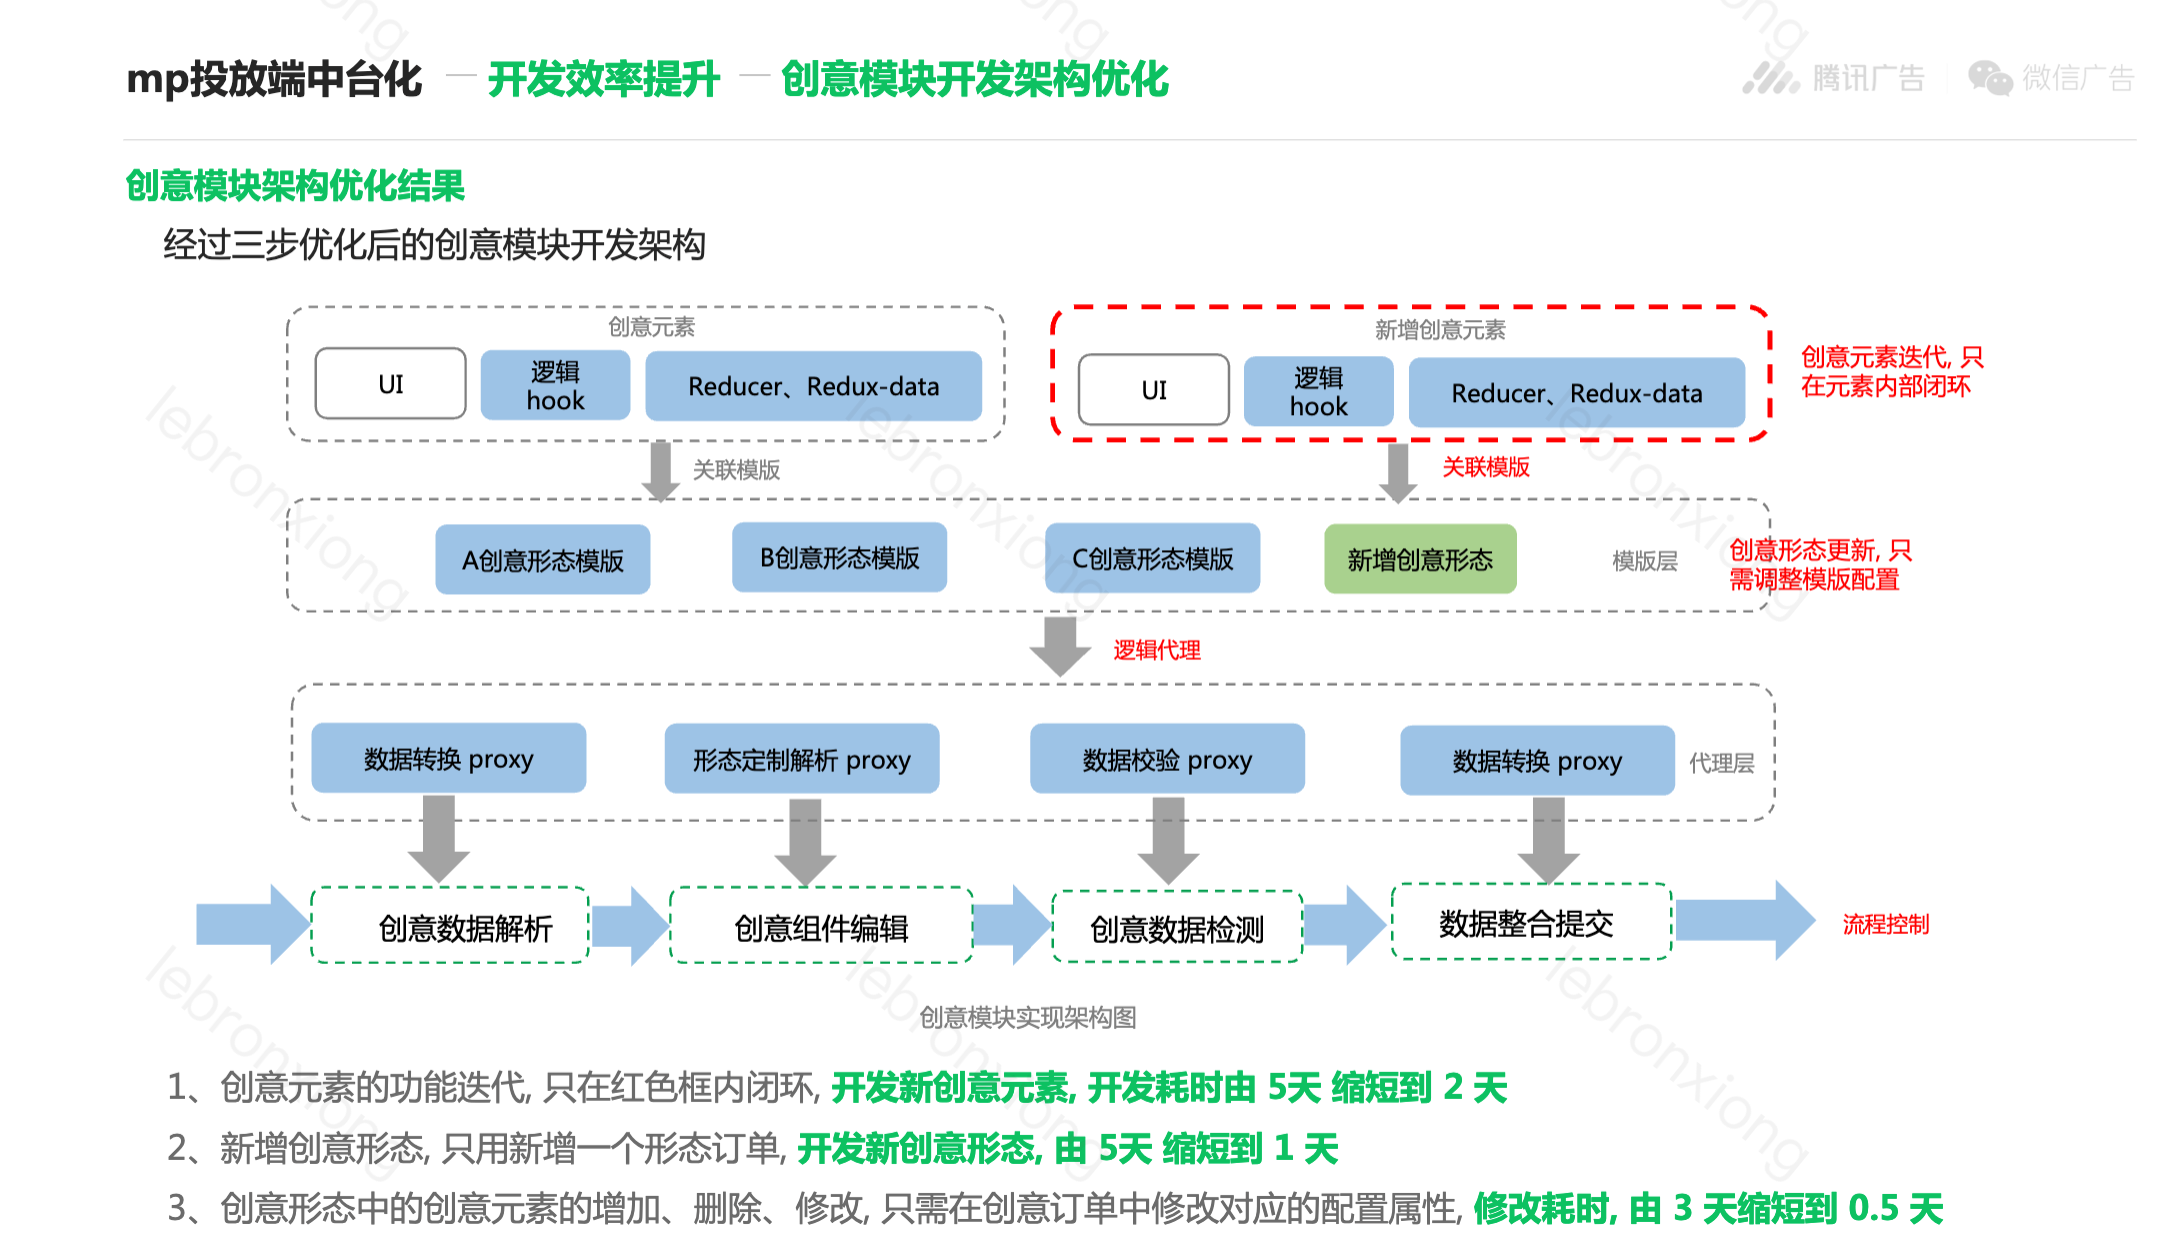 mp投放端中台化 — 开发效率提升 — 创意模块开发架构优化
腾讯广告 微信广告
创意模块架构优化结果
经过三步优化后的创意模块开发架构
创意元素
UI
逻辑
hook
Reducer、Redux-data
新增创意元素
UI
逻辑
hook
Reducer、Redux-data
创意元素迭代, 只
在元素内部闭环
关联模版
关联模版
A创意形态模版
B创意形态模版
C创意形态模版
新增创意形态
模版层
创意形态更新, 只
需调整模版配置
逻辑代理
数据转换 proxy
形态定制解析 proxy
数据校验 proxy
数据转换 proxy
代理层
创意数据解析
创意组件编辑
创意数据检测
数据整合提交
流程控制
创意模块实现架构图
1、创意元素的功能迭代, 只在红色框内闭环, 开发新创意元素, 开发耗时由 5天 缩短到 2 天
2、新增创意形态, 只用新增一个形态订单, 开发新创意形态, 由 5天 缩短到 1 天
3、创意形态中的创意元素的增加、删除、修改, 只需在创意订单中修改对应的配置属性, 修改耗时, 由 3 天缩短到 0.5 天
ong
ong
ong
lebronxiong
lebronxiong
lebronxiong
lebronxiong
lebronxiong
lebronxiong